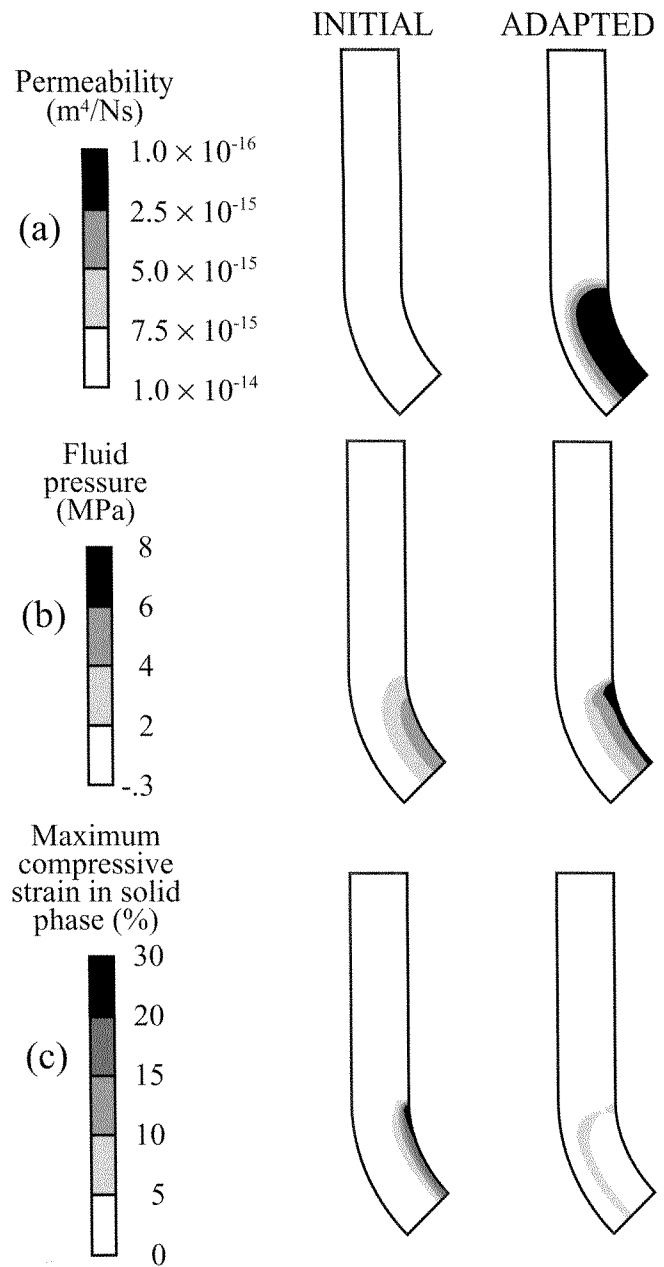 INITIAL ADAPTED
Permeability
(m⁴/Ns)
1.0 × 10⁻¹⁶
2.5 × 10⁻¹⁵
(a)
5.0 × 10⁻¹⁵
7.5 × 10⁻¹⁵
1.0 × 10⁻¹⁴
Fluid
pressure
(MPa)
8
6
(b)
4
2
-.3
Maximum
compressive
strain in solid
phase (%)
30
20
(c)
15
10
5
0